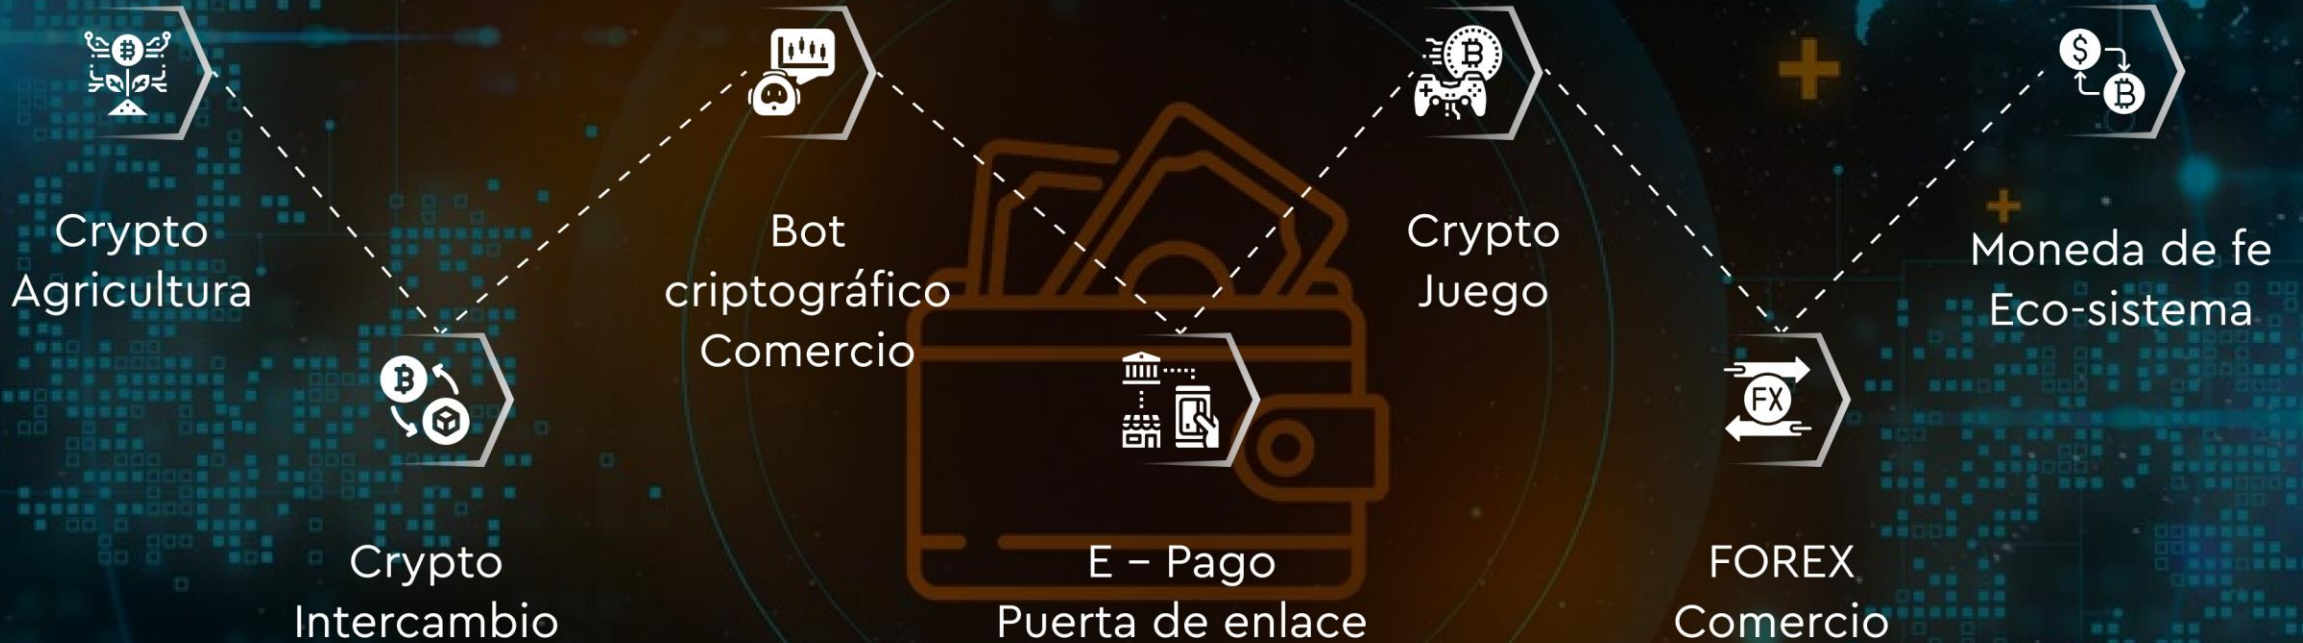 Crypto
Agricultura
Crypto
Intercambio
Bot
criptográfico
Comercio
E – Pago
Puerta de enlace
Crypto
Juego
FX
FOREX
Comercio
$
Moneda de fe
Eco-sistema